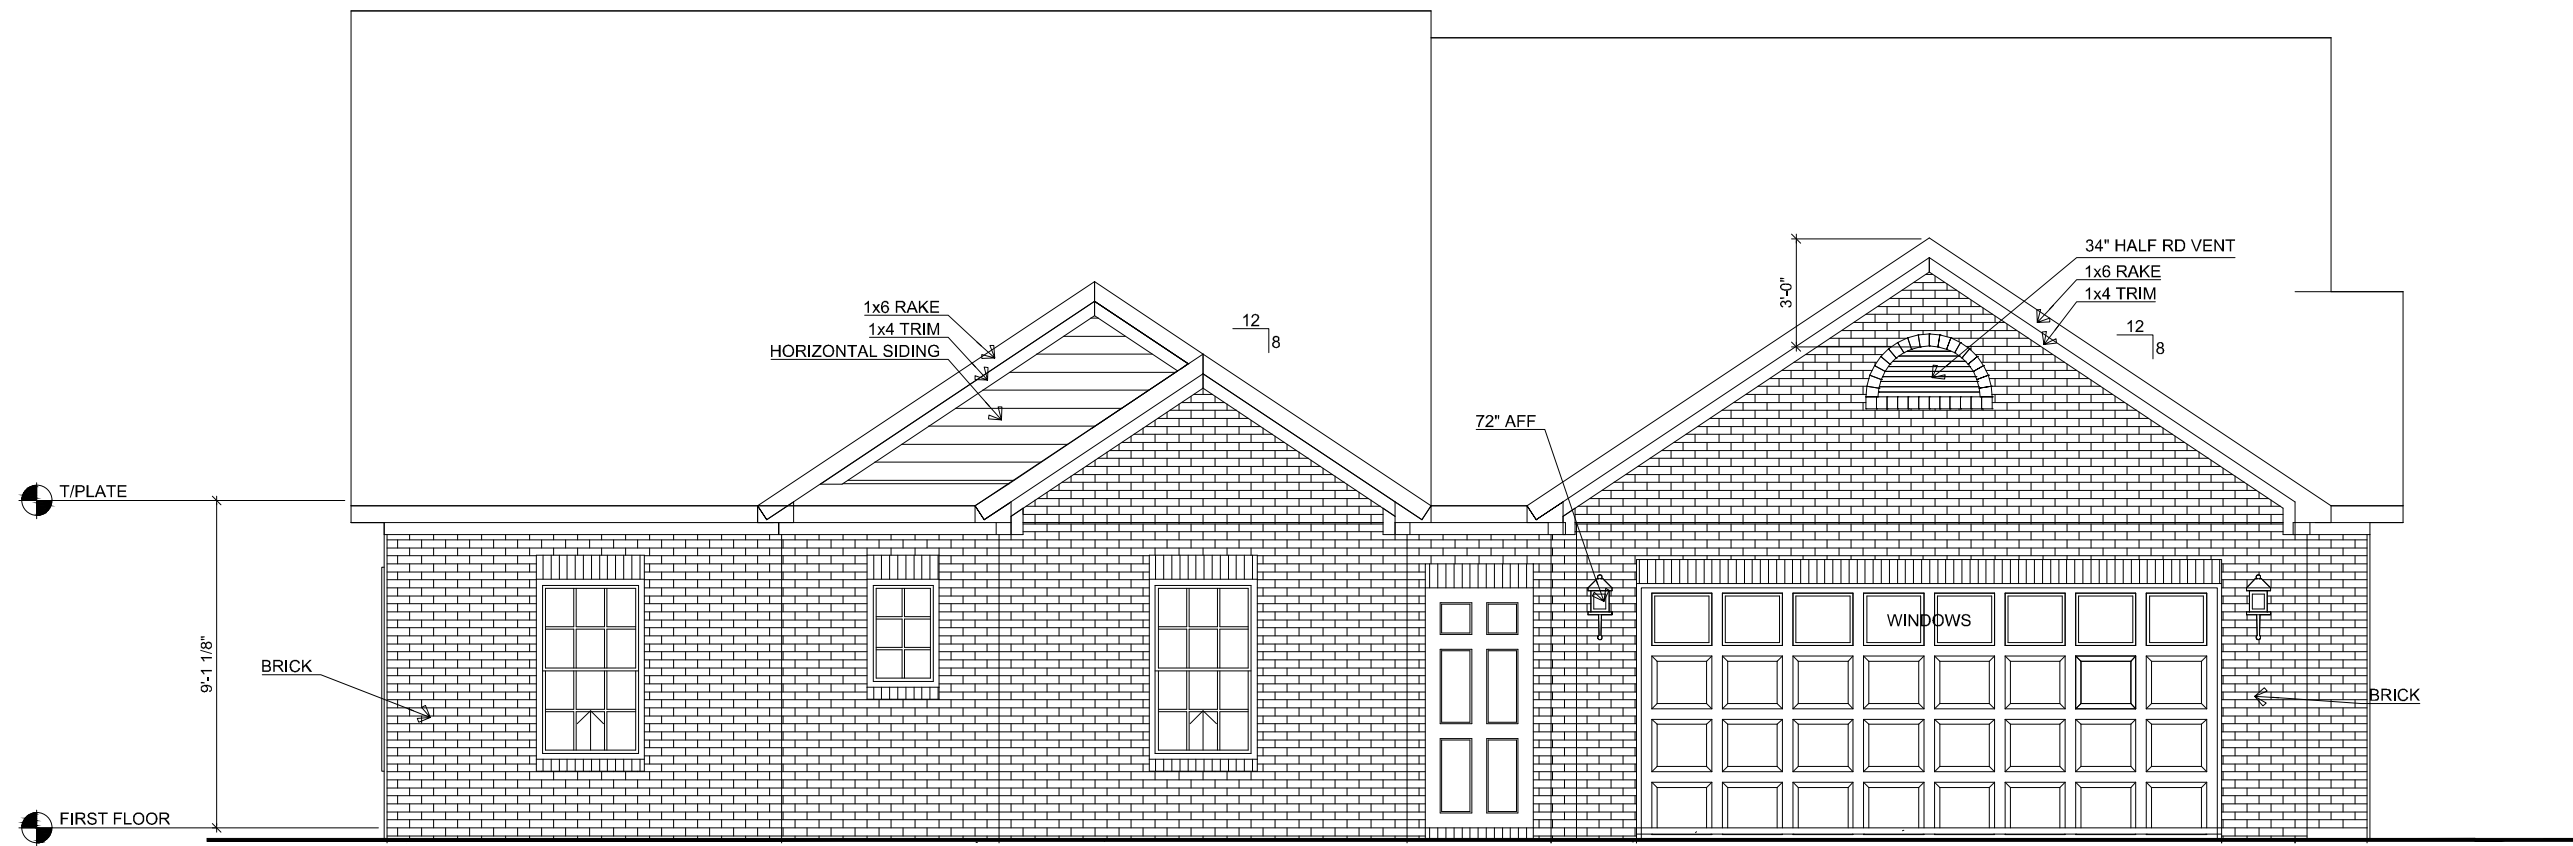 34" HALF RD VENT
1x6 RAKE
1x4 TRIM
3'-0"
12
8
1x6 RAKE
1x4 TRIM
HORIZONTAL SIDING
12
8
72" AFF
T/PLATE
WINDOWS
9'-1 1/8"
BRICK
BRICK
FIRST FLOOR